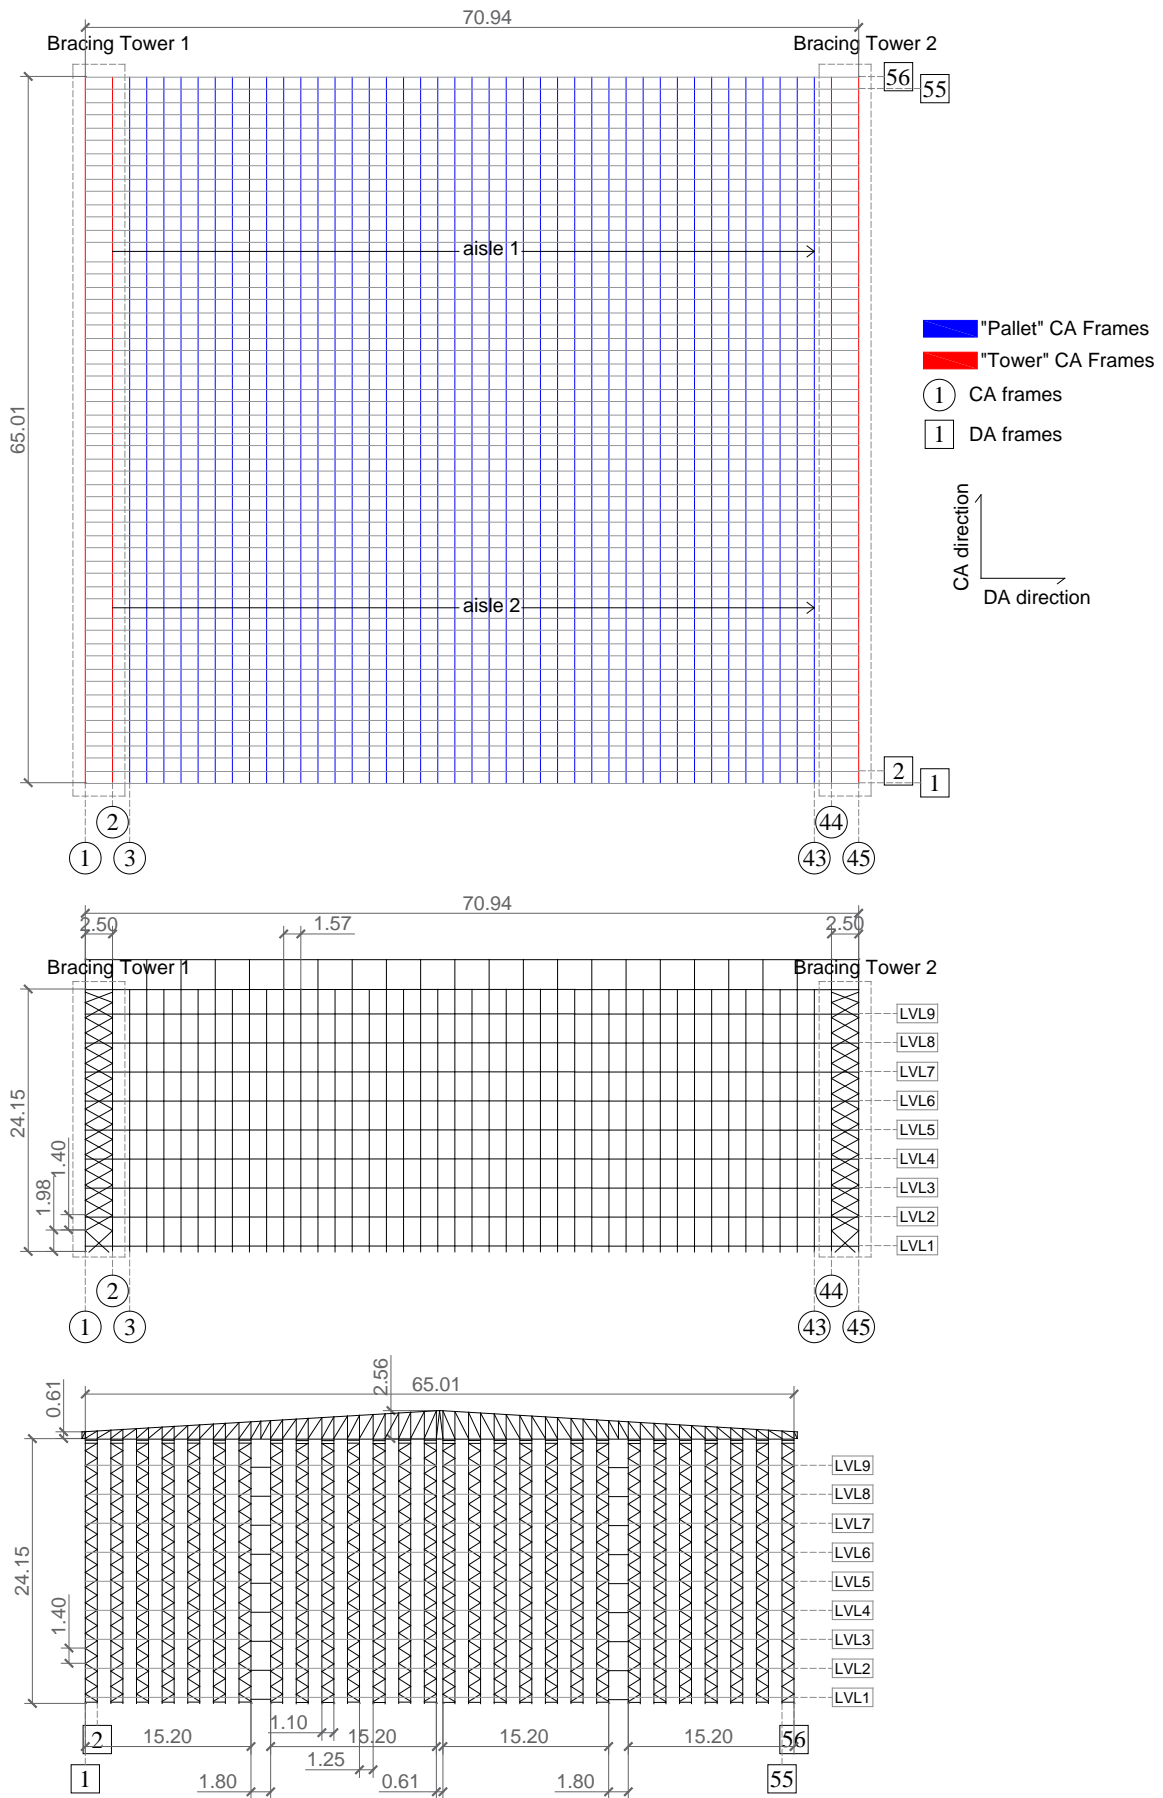 70.94
Bracing Tower 1
Bracing Tower 2
56
55
aisle 1
65.01
"Pallet" CA Frames
"Tower" CA Frames
1 CA frames
1 DA frames
CA direction
DA direction
aisle 2
2
1
2
44
1
3
43
45
70.94
2.50
1.57
2.50
Bracing Tower 1
Bracing Tower 2
LVL9
LVL8
LVL7
24.15
LVL6
1.40
LVL5
LVL4
1.98
LVL3
LVL2
LVL1
2
44
1
3
43
45
2.56
65.01
0.61
LVL9
LVL8
LVL7
24.15
LVL6
LVL5
1.40
LVL4
LVL3
LVL2
LVL1
2
15.20
1.10
15.20
15.20
15.20
56
1
1.25
55
1.80
0.61
1.80